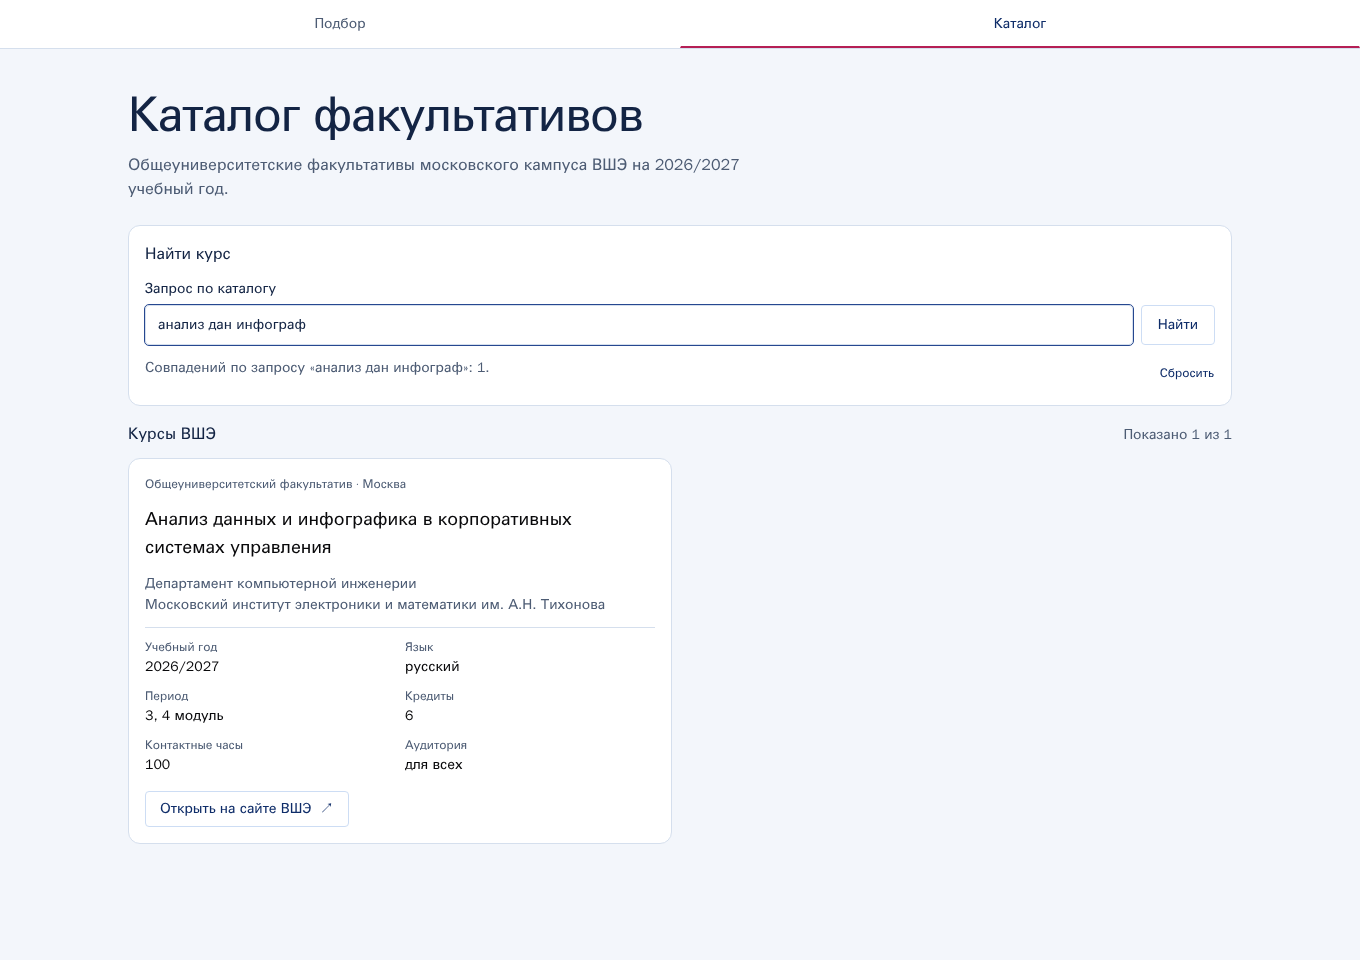 Подбор
Каталог
Каталог факультативов
Общеуниверситетские факультативы московского кампуса ВШЭ на 2026/2027
учебный год.
Найти курс
Запрос по каталогу
анализ дан инфограф
Найти
Совпадений по запросу «анализ дан инфограф»: 1.
Сбросить
Курсы ВШЭ
Показано 1 из 1
Общеуниверситетский факультатив · Москва
Анализ данных и инфографика в корпоративных
системах управления
Департамент компьютерной инженерии
Московский институт электроники и математики им. А.Н. Тихонова
Учебный год
Язык
2026/2027
русский
Период
Кредиты
3, 4 модуль
6
Контактные часы
Аудитория
100
для всех
Открыть на сайте ВШЭ ↗